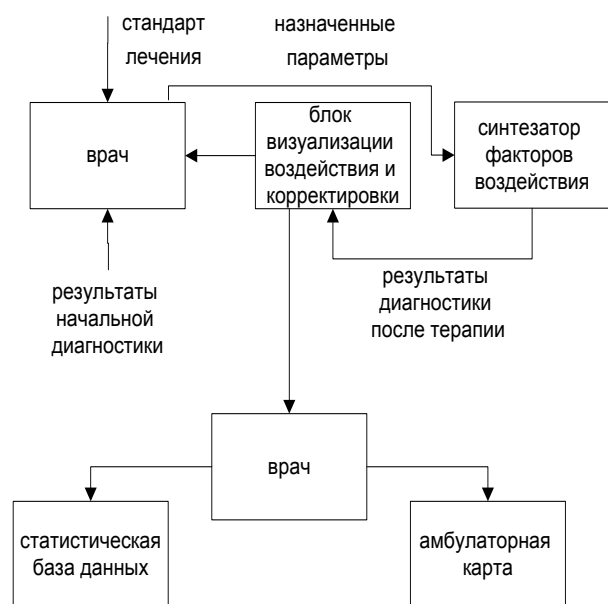 стандарт
лечения
назначенные
параметры
врач
блок
визуализации
воздействия и
корректировки
синтезатор
факторов
воздействия
результаты
начальной
диагностики
результаты
диагностики
после терапии
врач
статистическая
база данных
амбулаторная
карта